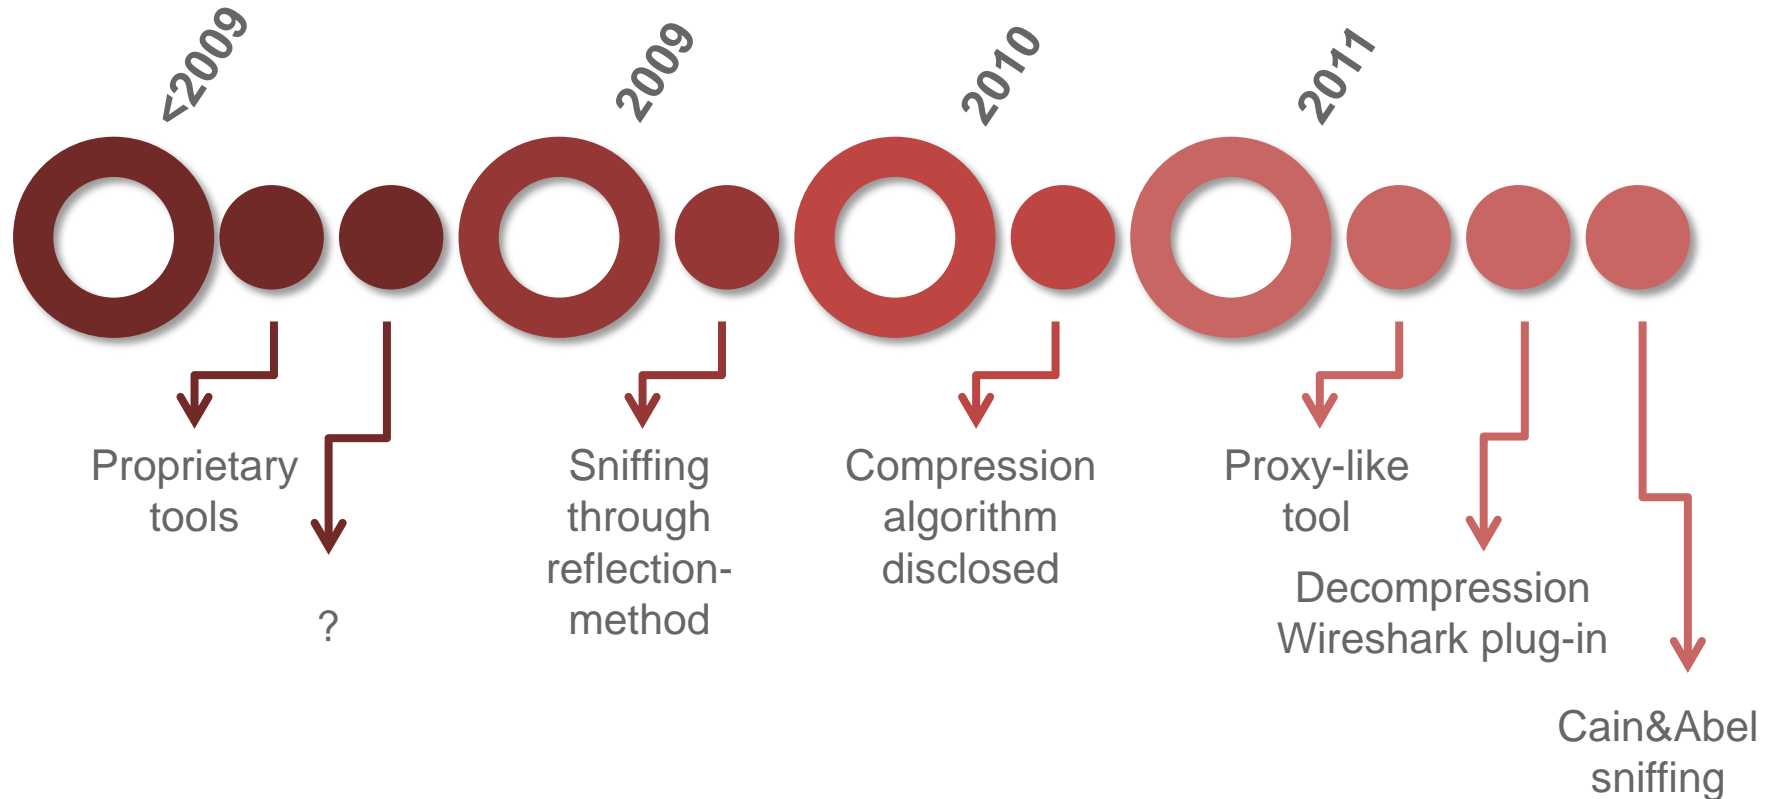 <2009
2009
2010
2011
Proprietary
tools
?
Sniffing
through
reflection-
method
Compression
algorithm
disclosed
Proxy-like
tool
Decompression
Wireshark plug-in
Cain&Abel
sniffing